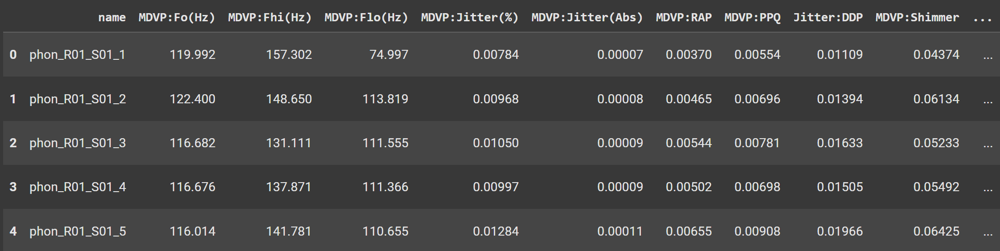 name MDVP:Fo(Hz) MDVP:Fhi(Hz) MDVP:Flo(Hz) MDVP:Jitter(%) MDVP:Jitter(Abs) MDVP:RAP MDVP:PPQ Jitter:DDP MDVP:Shimmer ...
0 phon_R01_S01_1 119.992 157.302 74.997 0.00784 0.00007 0.00370 0.00554 0.01109 0.04374 ...
1 phon_R01_S01_2 122.400 148.650 113.819 0.00968 0.00008 0.00465 0.00696 0.01394 0.06134 ...
2 phon_R01_S01_3 116.682 131.111 111.555 0.01050 0.00009 0.00544 0.00781 0.01633 0.05233 ...
3 phon_R01_S01_4 116.676 137.871 111.366 0.00997 0.00009 0.00502 0.00698 0.01505 0.05492 ...
4 phon_R01_S01_5 116.014 141.781 110.655 0.01284 0.00011 0.00655 0.00908 0.01966 0.06425 ...